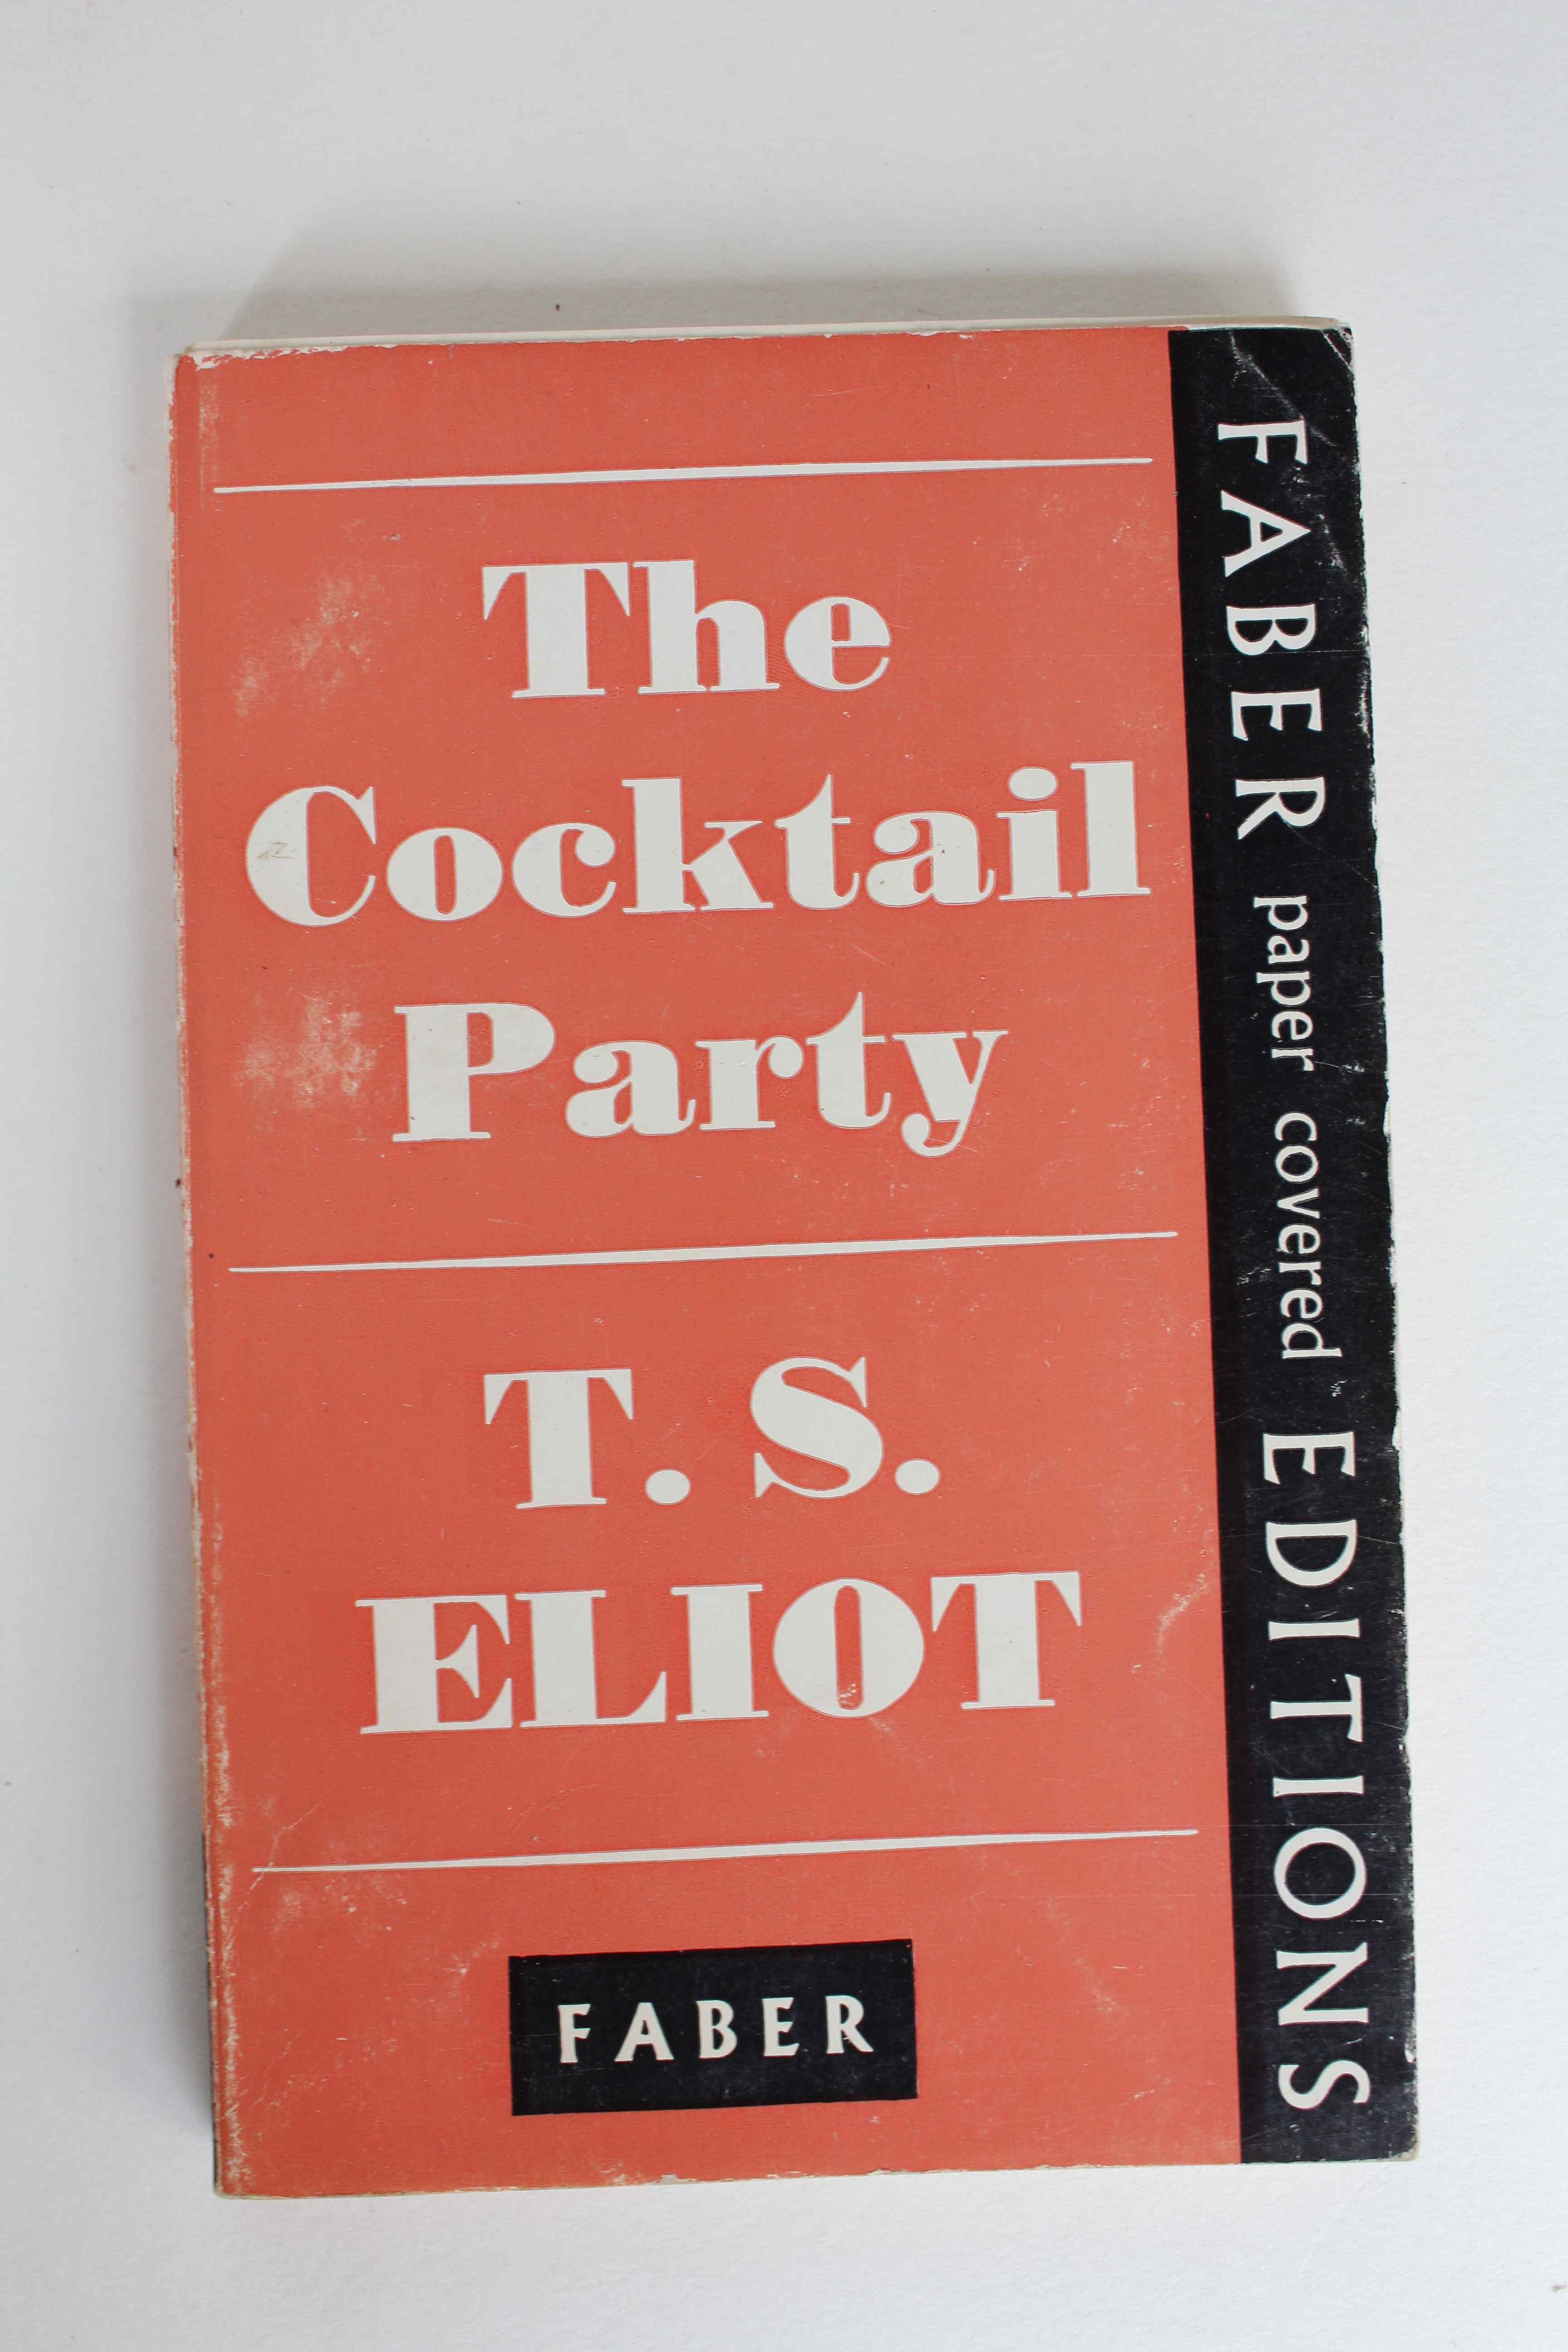 The
Cocktail
Party
T. S.
ELIOT
FABER
FABER paper covered EDITIONS